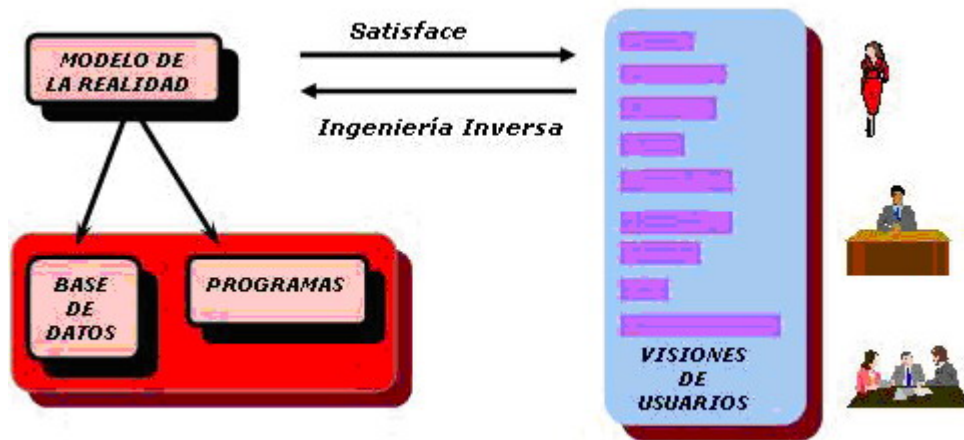 MODELO DE
LA REALIDAD
Satisface
Ingeniería Inversa
BASE
DE
DATOS
PROGRAMAS
VISIONES
DE
USUARIOS